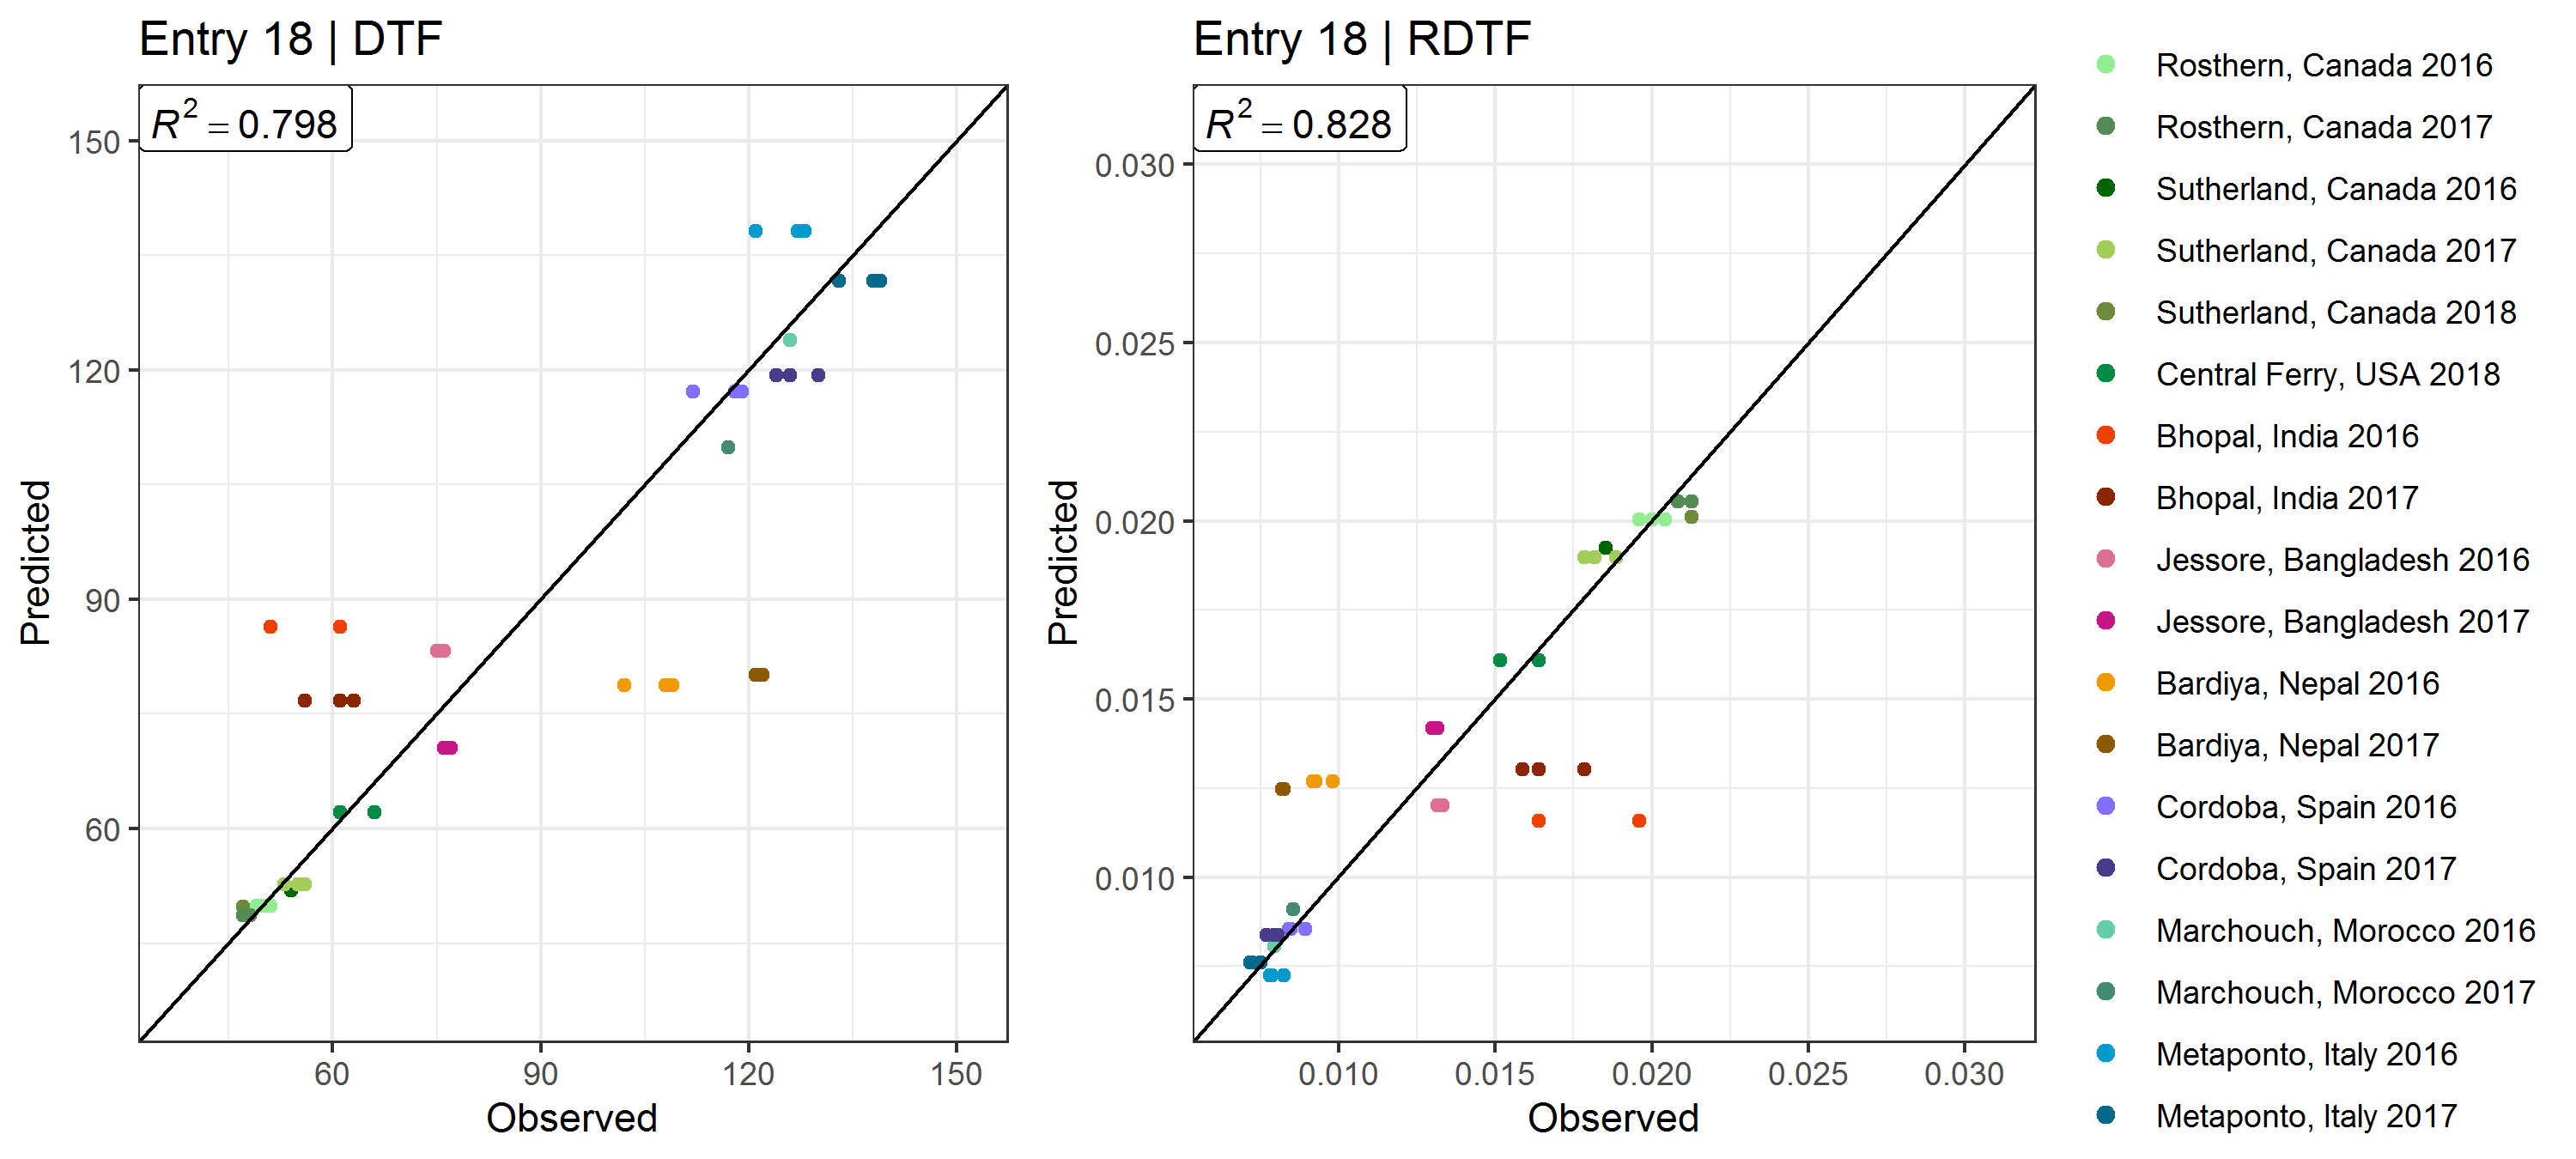 Entry 18 | DTF
R² = 0.798
150
120
90
60
Predicted
60 90 120 150
Observed
Entry 18 | RDTF
R² = 0.828
0.030
0.025
0.020
0.015
0.010
Predicted
0.010 0.015 0.020 0.025 0.030
Observed
Rosthern, Canada 2016
Rosthern, Canada 2017
Sutherland, Canada 2016
Sutherland, Canada 2017
Sutherland, Canada 2018
Central Ferry, USA 2018
Bhopal, India 2016
Bhopal, India 2017
Jessore, Bangladesh 2016
Jessore, Bangladesh 2017
Bardiya, Nepal 2016
Bardiya, Nepal 2017
Cordoba, Spain 2016
Cordoba, Spain 2017
Marchouch, Morocco 2016
Marchouch, Morocco 2017
Metaponto, Italy 2016
Metaponto, Italy 2017